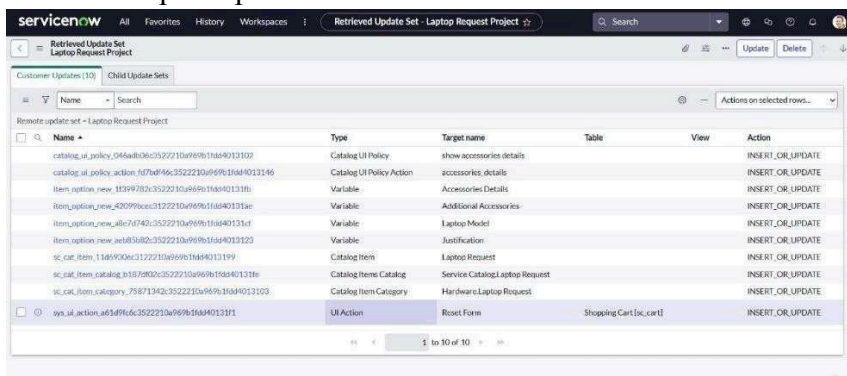 servicenow All Favorites History Workspaces Retrieved Update Set - Laptop Request Project Search
Retrieved Update Set
Laptop Request Project
Update Delete
Customer Updates (10) Child Update Sets
Name Search Actions on selected rows...
Remote update set = Laptop Request Project
Name Type Target name Table View Action
catalog_ui_policy_046adb06c3522210a969b1fdd4013102 Catalog UI Policy show accessories details INSERT_OR_UPDATE
catalog_ui_policy_action_fd7bdf46c3522210a969b1fdd4013146 Catalog UI Policy Action accessories_details INSERT_OR_UPDATE
item_option_new_1f399782c3522210a969b1fdd40131fb Variable Accessories Details INSERT_OR_UPDATE
item_option_new_42099bcec3122210a969b1fdd40131ae Variable Additional Accessories INSERT_OR_UPDATE
item_option_new_a8e7d742c3522210a969b1fdd40131cf Variable Laptop Model INSERT_OR_UPDATE
item_option_new_aeb85b82c3522210a969b1fdd4013123 Variable Justification INSERT_OR_UPDATE
sc_cat_item_11d69306c3122210a969b1fdd4013199 Catalog Item Laptop Request INSERT_OR_UPDATE
sc_cat_item_catalog_b187df02c3522210a969b1fdd40131fe Catalog Items Catalog Service Catalog.Laptop Request INSERT_OR_UPDATE
sc_cat_item_category_75871342c3522210a969b1fdd4013103 Catalog Item Category Hardware.Laptop Request INSERT_OR_UPDATE
sys_ui_action_a61d9fc6c3522210a969b1fdd40131f1 UI Action Reset Form Shopping Cart [sc_cart] INSERT_OR_UPDATE
1 to 10 of 10